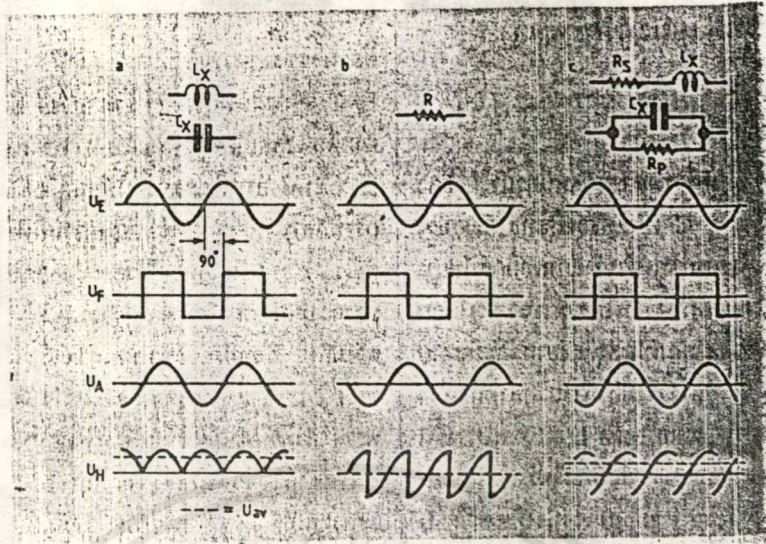 a
b
c
Lx
Rs
Lx
R
Cx
Cx
Rp
UE
90°
UF
UA
UH
---- = Uav